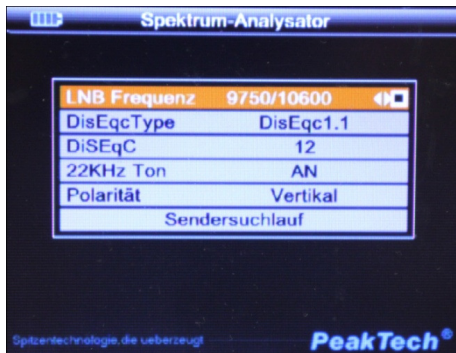 Spektrum-Analysator
LNB Frequenz 9750/10600
DisEqcType DisEqc1.1
DiSEqC 12
22KHz Ton AN
Polarität Vertikal
Sendersuchlauf
Spitzentechnologie,die ueberzeugt
PeakTech®